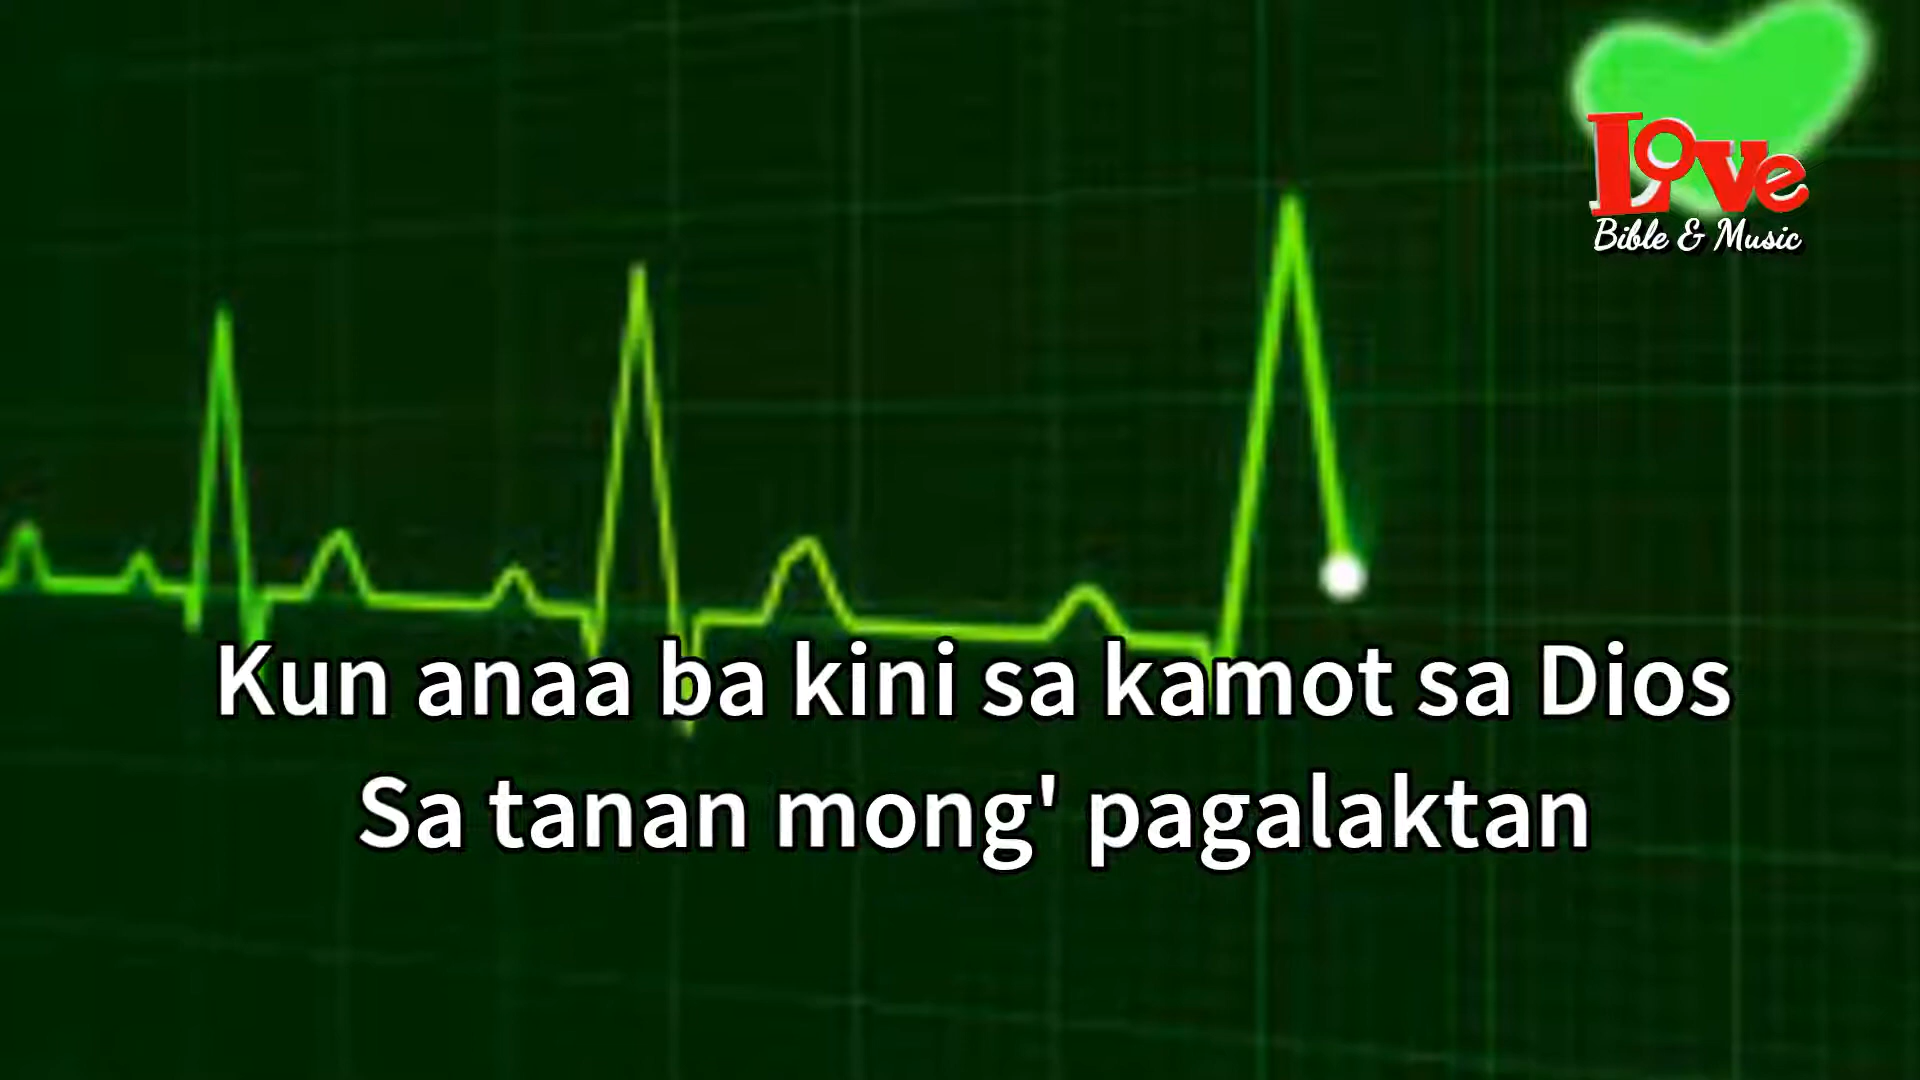 Love
Bible & Music
Kun anaa ba kini sa kamot sa Dios
Sa tanan mong' pagalaktan